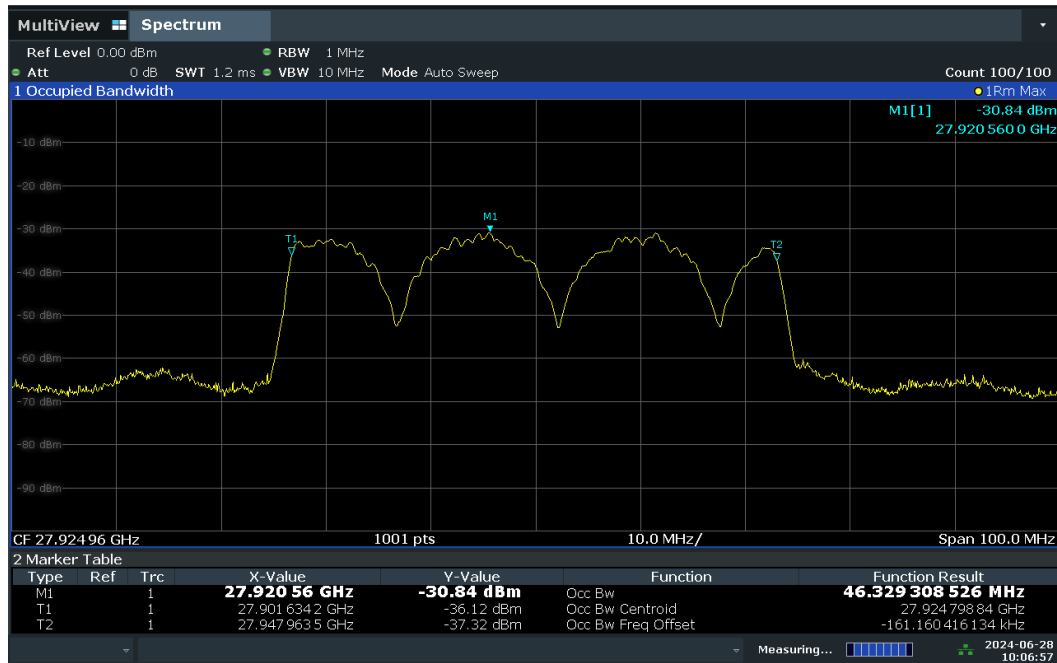 MultiView Spectrum
Ref Level 0.00 dBm RBW 1 MHz
Att 0 dB SWT 1.2 ms VBW 10 MHz Mode Auto Sweep Count 100/100
1 Occupied Bandwidth 1Rm Max
M1[1] -30.84 dBm
27.920 560 0 GHz
-10 dBm
-20 dBm
M1
-30 dBm
T1
T2
-40 dBm
-50 dBm
-60 dBm
-70 dBm
-80 dBm
-90 dBm
CF 27.924 96 GHz 1001 pts 10.0 MHz/ Span 100.0 MHz
2 Marker Table
Type Ref Trc X-Value Y-Value Function Function Result
M1 1 27.920 56 GHz -30.84 dBm Occ Bw 46.329 308 526 MHz
T1 1 27.901 634 2 GHz -36.12 dBm Occ Bw Centroid 27.924 798 84 GHz
T2 1 27.947 963 5 GHz -37.32 dBm Occ Bw Freq Offset -161.160 416 134 kHz
Measuring... 2024-06-28
10:06:57